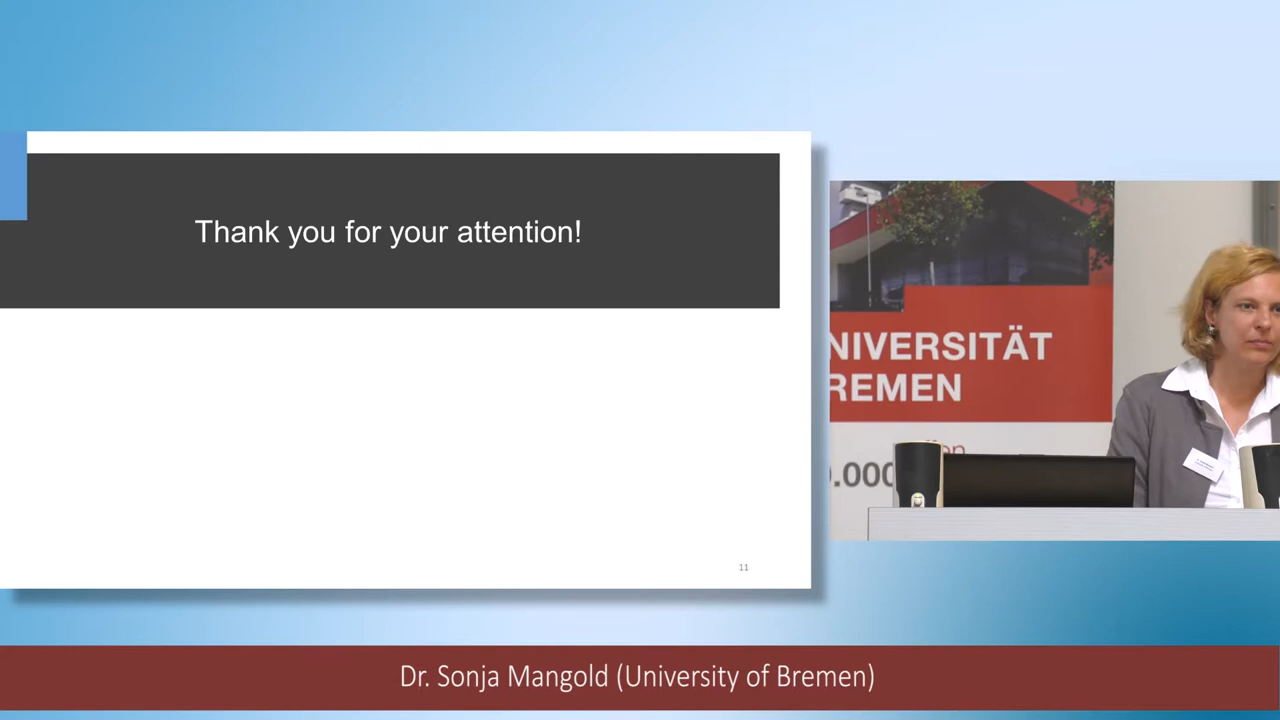 Thank you for your attention!
NIVERSITÄT
REMEN
.000
11
Dr. Sonja Mangold (University of Bremen)